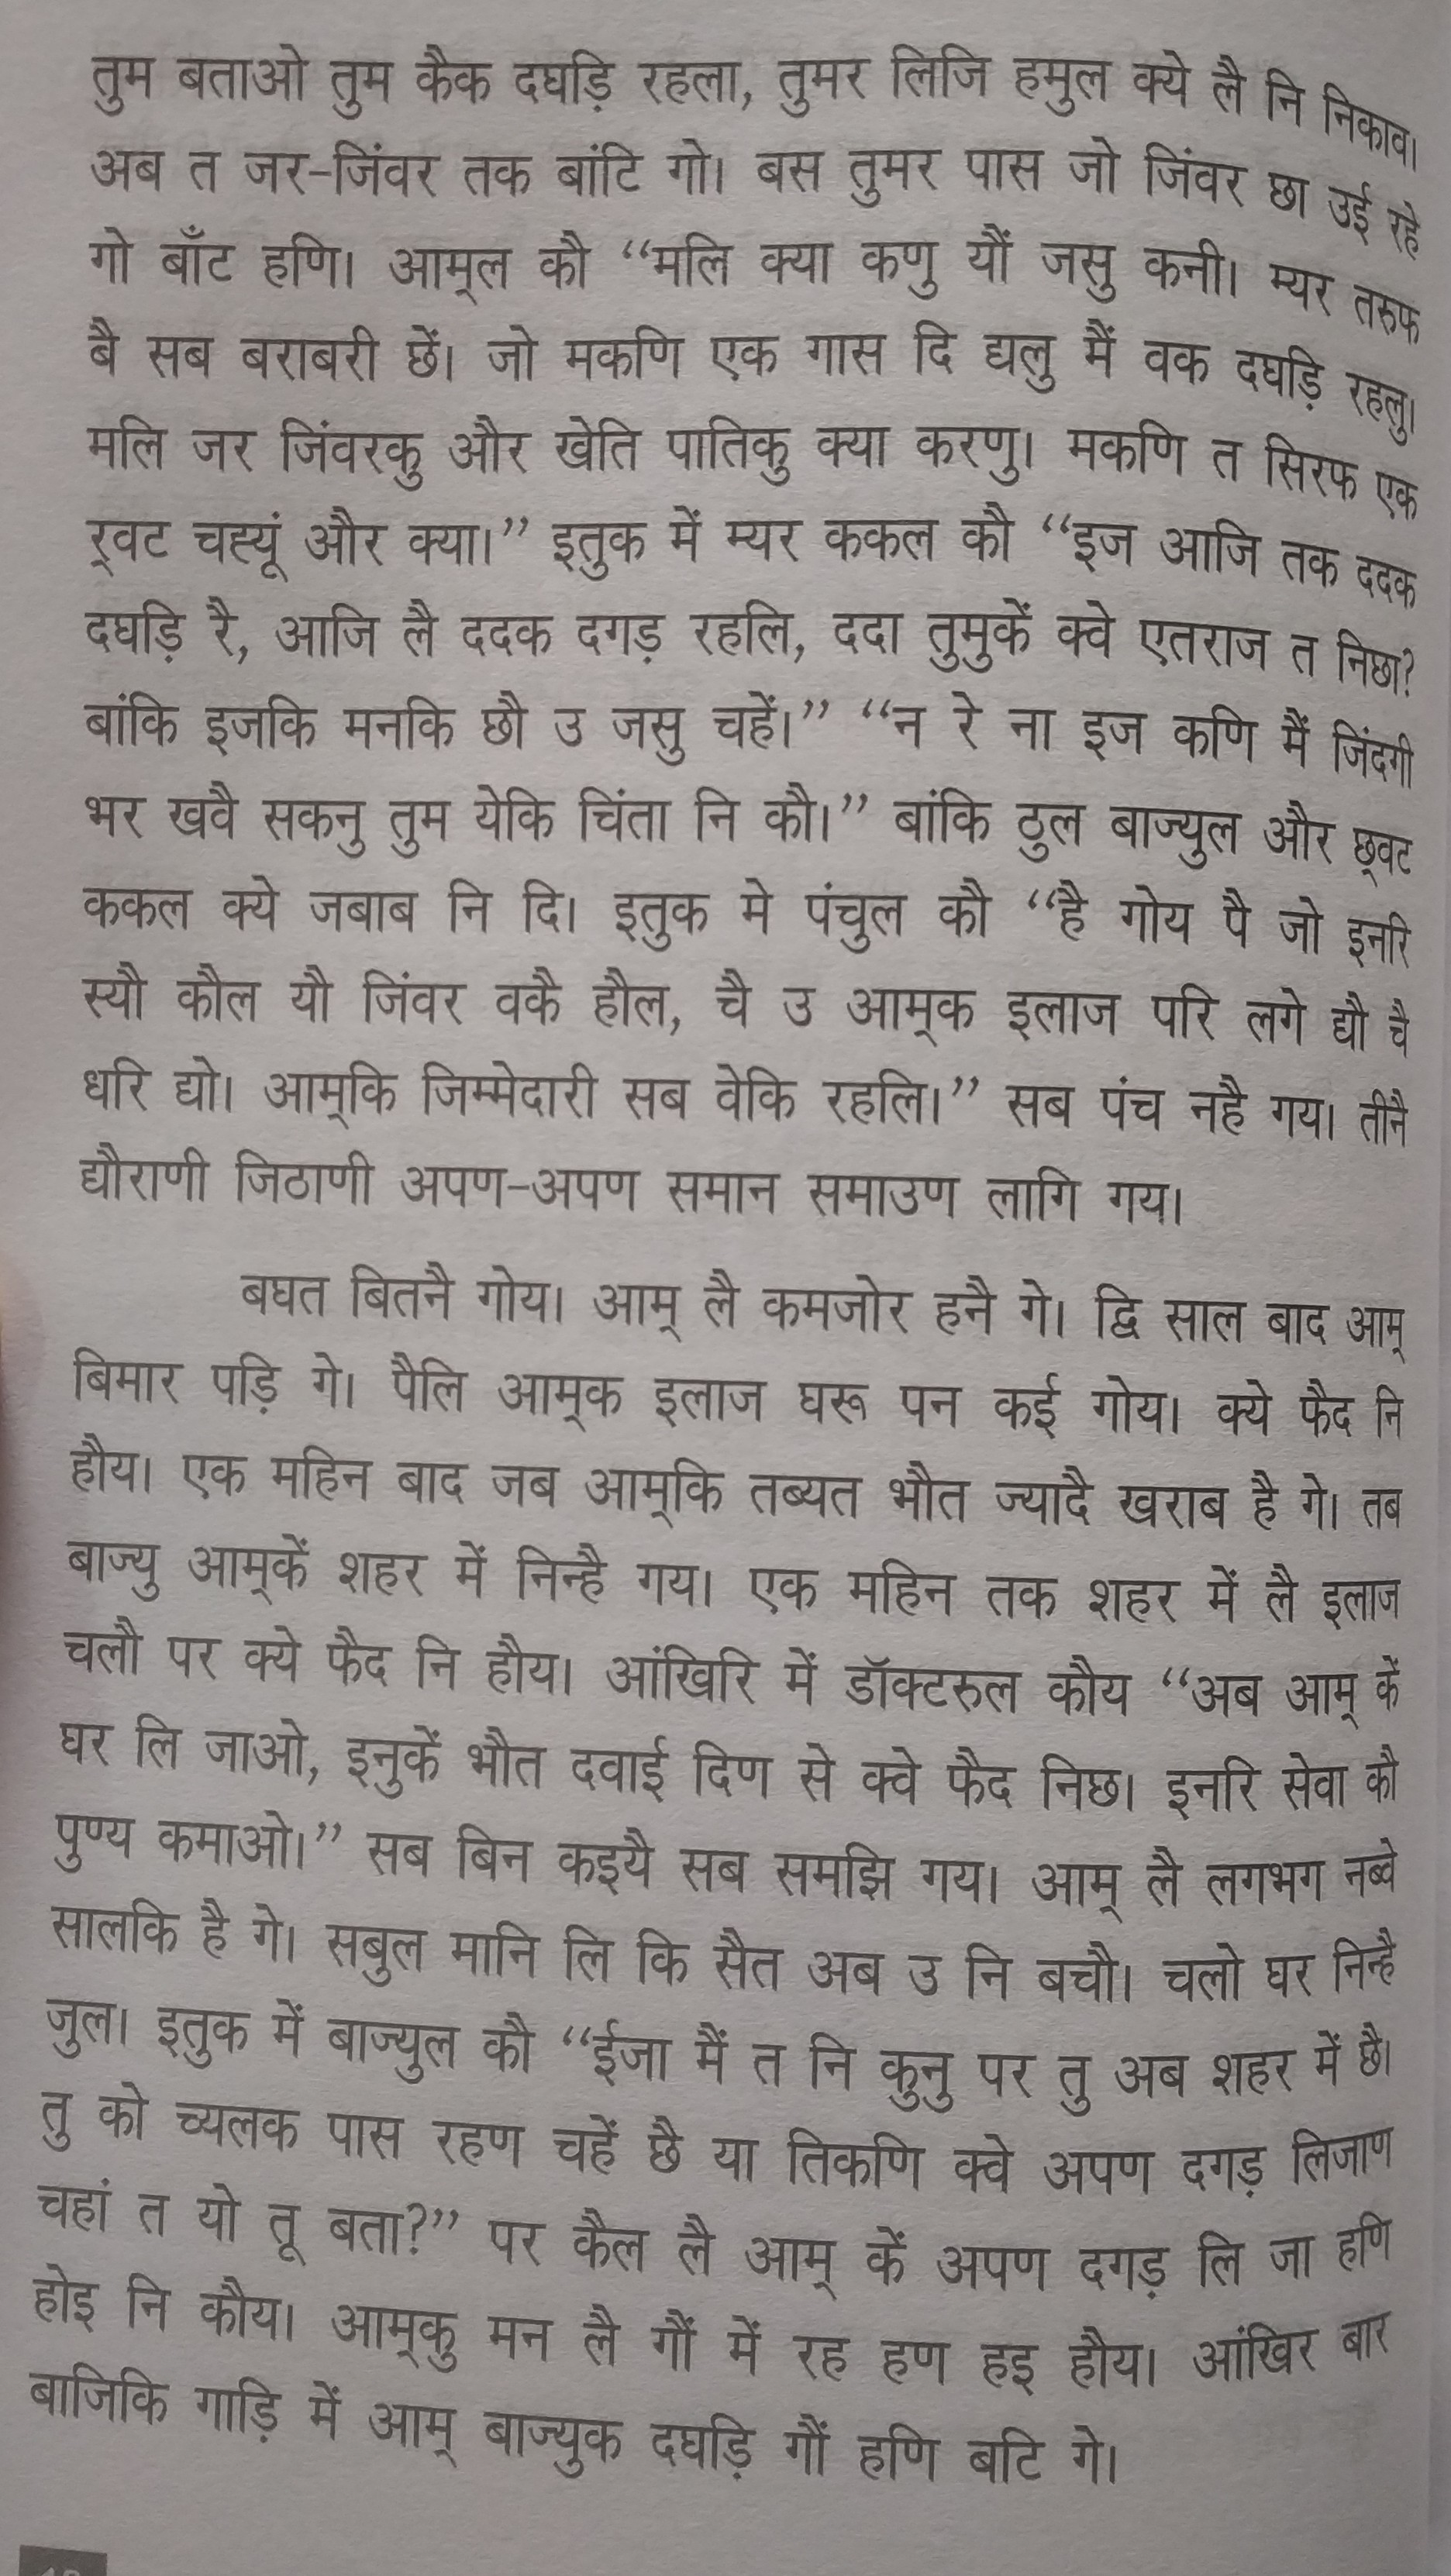 तुम बताओ तुम कैक दघड़ि रहला, तुमर लिजि हमुल क्ये लै नि निकाव।
अब त जर-जिंवर तक बांटि गो। बस तुमर पास जो जिंवर छा उई रहे
गो बाँट हणि। आम्‌ल कौ “मलि क्या कणु यौं जसु कनी। म्यर तरुफ
बै सब बराबरी छें। जो मकणि एक गास दि द्यलु मैं वक दघड़ि रहलु।
मलि जर जिंवरकु और खेति पातिकु क्या करणु। मकणि त सिरफ एक
र्‌वट चह्यूं और क्या।” इतुक में म्यर ककल कौ “इज आजि तक ददक
दघड़ि रै, आजि लै ददक दगड़ रहलि, ददा तुमुकें क्वे एतराज त निछा?
बांकि इजकि मनकि छौ उ जसु चहें।” “न रे ना इज कणि मैं जिंदगी
भर खवै सकनु तुम येकि चिंता नि कौ।” बांकि ठुल बाज्युल और छ्वट
ककल क्ये जबाब नि दि। इतुक मे पंचुल कौ “है गोय पै जो इनरि
स्यौ कौल यौ जिंवर वकै हौल, चै उ आम्‌क इलाज परि लगे द्यौ चै
धरि द्यो। आम्‌कि जिम्मेदारी सब वेकि रहलि।” सब पंच नहै गय। तीनै
द्यौराणी जिठाणी अपण-अपण समान समाउण लागि गय।
बघत बितनै गोय। आम् लै कमजोर हनै गे। द्वि साल बाद आम्
बिमार पड़ि गे। पैलि आम्‌क इलाज घरू पन कई गोय। क्ये फैद नि
हौय। एक महिन बाद जब आम्‌कि तब्यत भौत ज्यादै खराब है गे। तब
बाज्यु आम्‌कें शहर में निन्है गय। एक महिन तक शहर में लै इलाज
चलौ पर क्ये फैद नि हौय। आंखिरि में डॉक्टरुल कौय “अब आम् कें
घर लि जाओ, इनुकें भौत दवाई दिण से क्वे फैद निछ। इनरि सेवा कौ
पुण्य कमाओ।” सब बिन कइयै सब समझि गय। आम् लै लगभग नब्वे
सालकि है गे। सबुल मानि लि कि सैत अब उ नि बचौ। चलो घर निन्है
जुल। इतुक में बाज्युल कौ “ईजा मैं त नि कुनु पर तु अब शहर में छै।
तु को च्यलक पास रहण चहें छै या तिकणि क्वे अपण दगड़ लिजाण
चहां त यो तू बता?” पर कैल लै आम् कें अपण दगड़ लि जा हणि
होइ नि कौय। आम्‌कु मन लै गौं में रह हण हइ हौय। आंखिर बार
बाजिकि गाड़ि में आम् बाज्युक दघड़ि गौं हणि बटि गे।